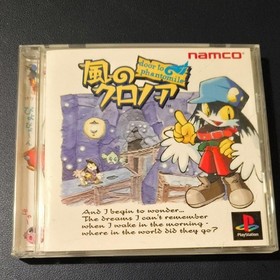 namco
風の
クロノア
door to
phantomile
And I begin to wonder...
The dreams I can't remember
when I wake in the morning -
where in the world did they go?
PlayStation